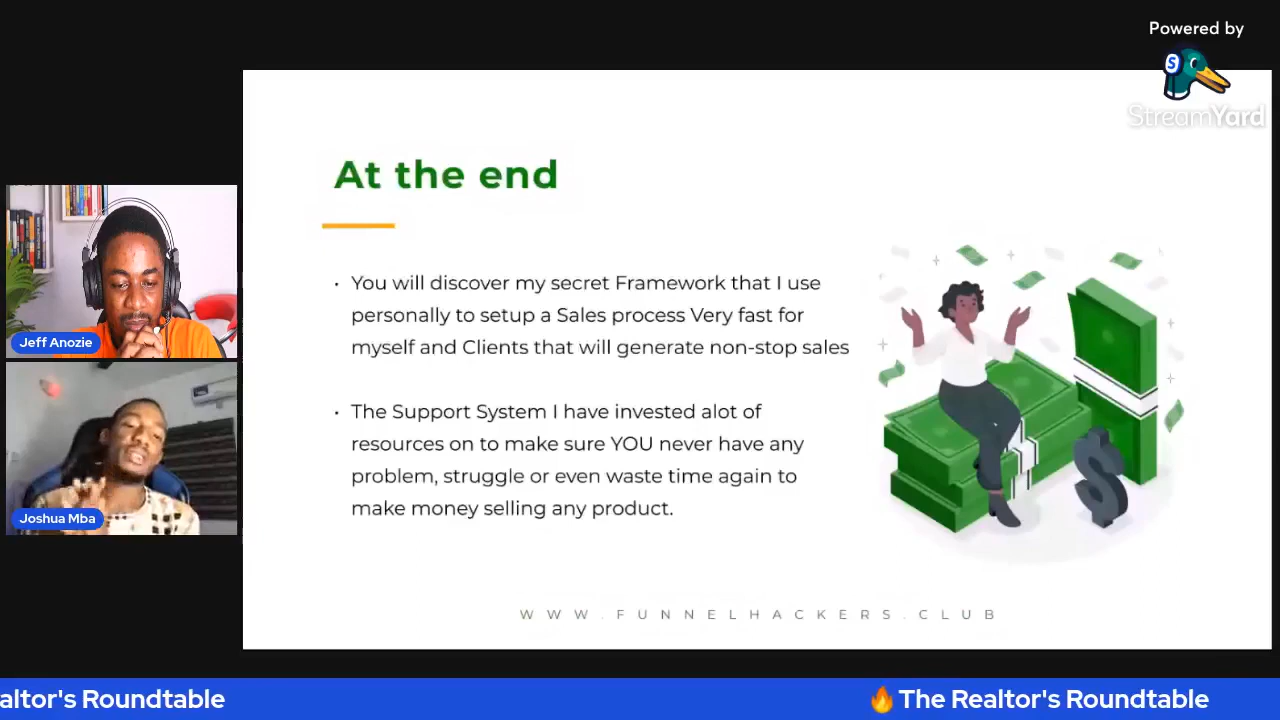 Powered by
StreamYard
At the end
• You will discover my secret Framework that I use
personally to setup a Sales process Very fast for
myself and Clients that will generate non-stop sales
• The Support System I have invested alot of
resources on to make sure YOU never have any
problem, struggle or even waste time again to
make money selling any product.
WWW.FUNNELHACKERS.CLUB
Jeff Anozie
Joshua Mba
altor's Roundtable
🔥The Realtor's Roundtable